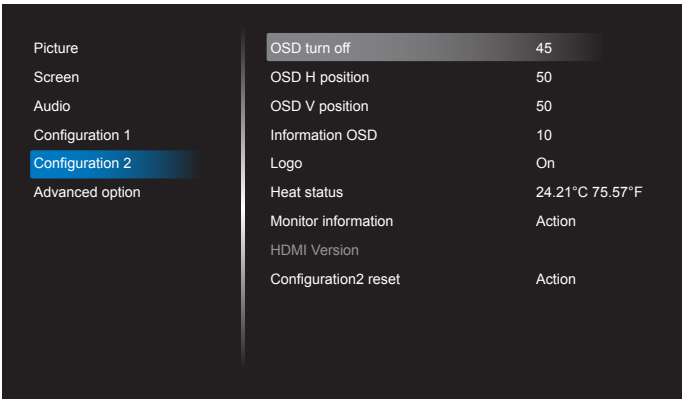 Picture
Screen
Audio
Configuration 1
Configuration 2
Advanced option
OSD turn off 45
OSD H position 50
OSD V position 50
Information OSD 10
Logo On
Heat status 24.21°C 75.57°F
Monitor information Action
HDMI Version
Configuration2 reset Action